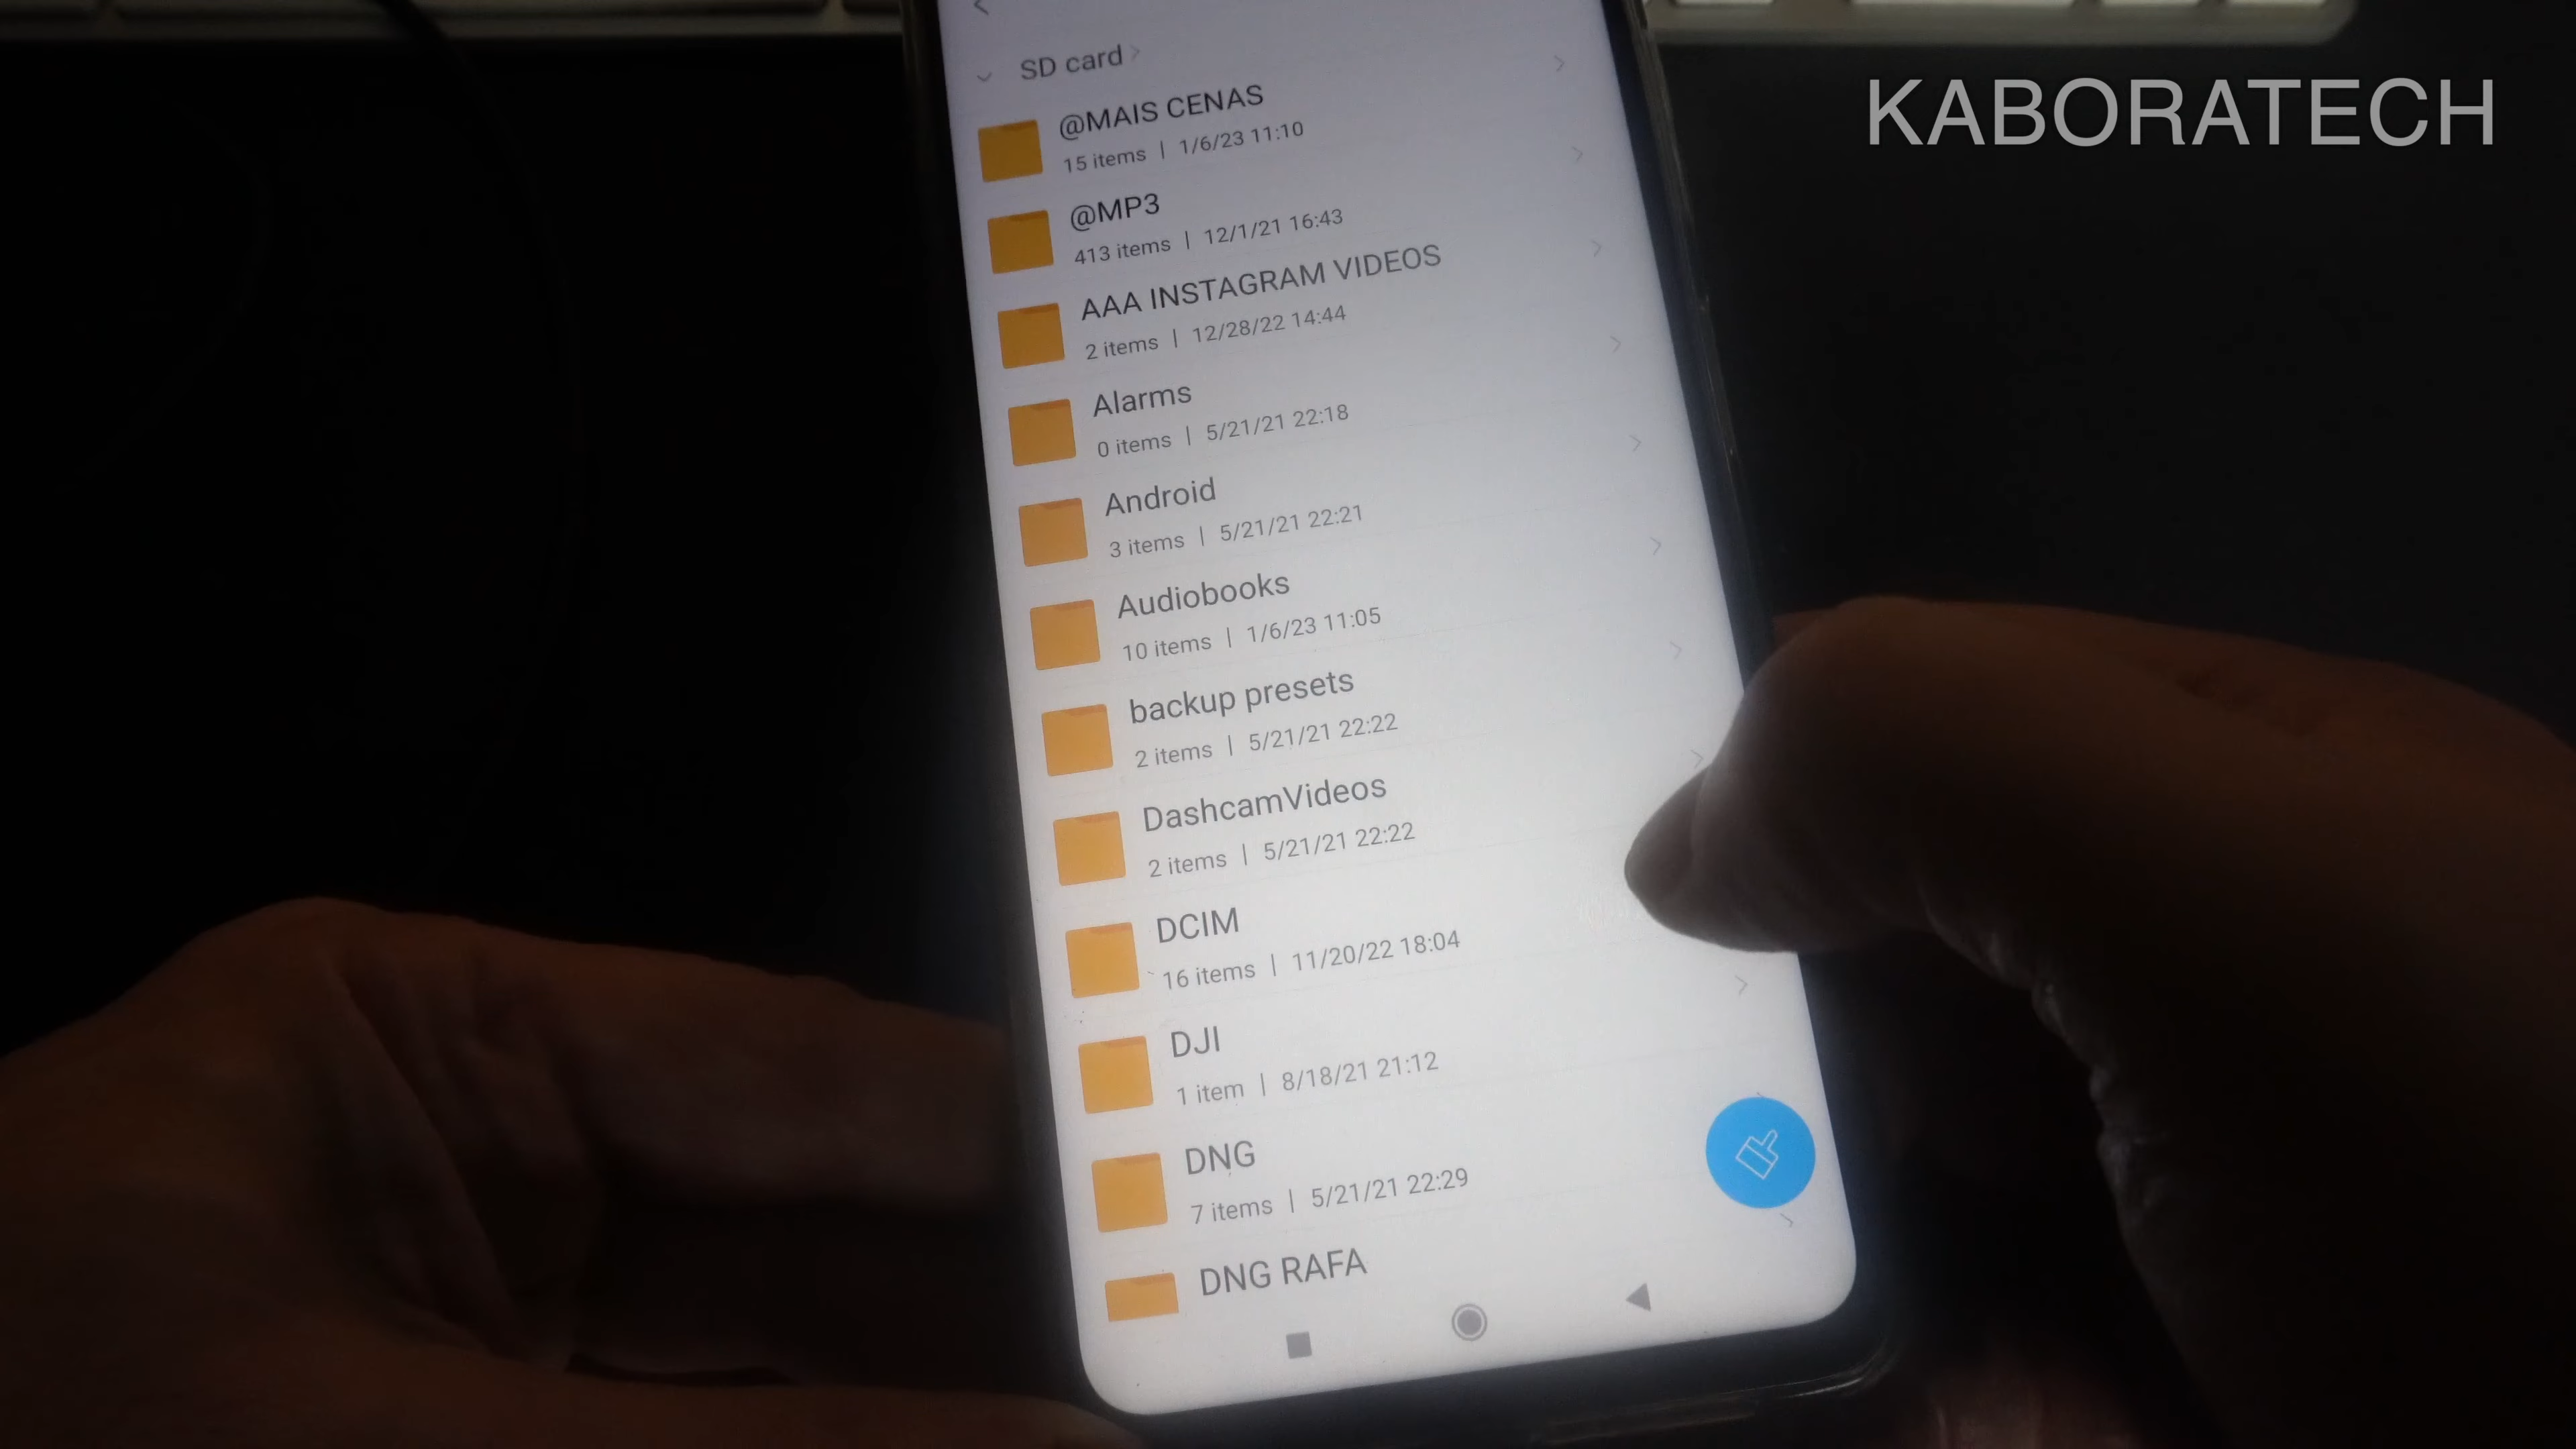 KABORATECH
SD card
@MAIS CENAS
15 items | 1/6/23 11:10
@MP3
413 items | 12/1/21 16:43
AAA INSTAGRAM VIDEOS
2 items | 12/28/22 14:44
Alarms
0 items | 5/21/21 22:18
Android
3 items | 5/21/21 22:21
Audiobooks
10 items | 1/6/23 11:05
backup presets
2 items | 5/21/21 22:22
DashcamVideos
2 items | 5/21/21 22:22
DCIM
16 items | 11/20/22 18:04
DJI
1 item | 8/18/21 21:12
DNG
7 items | 5/21/21 22:29
DNG RAFA